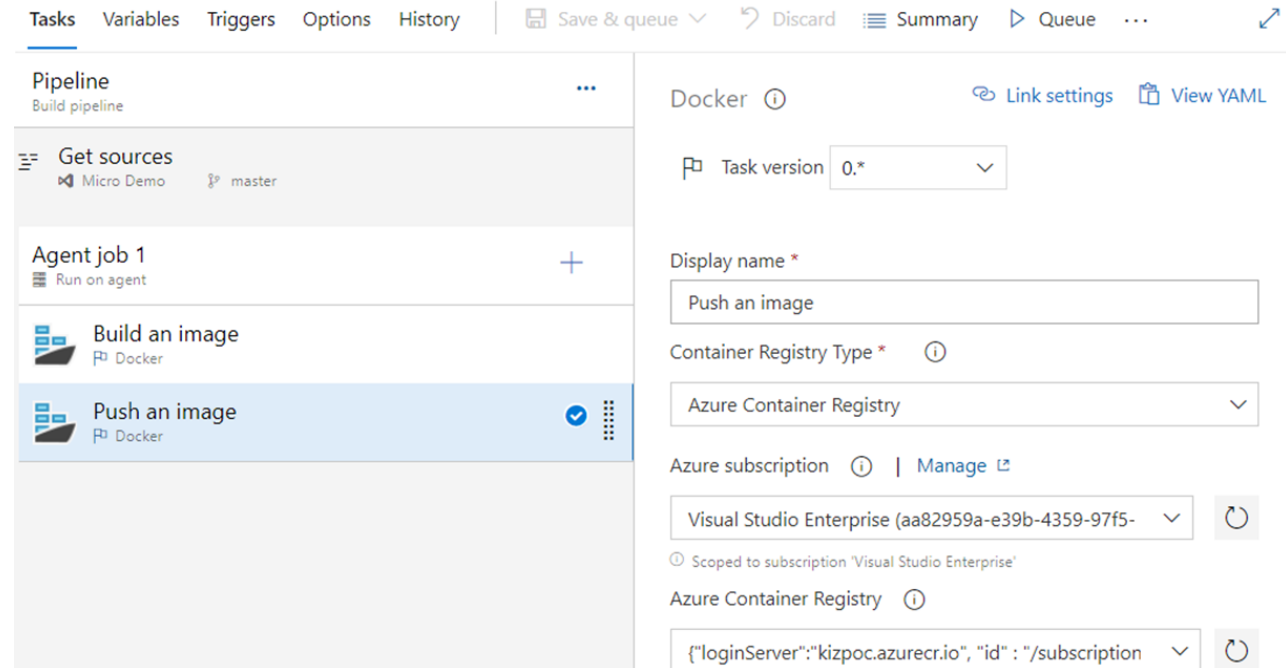 Tasks Variables Triggers Options History Save & queue Discard Summary Queue ...
Pipeline
Build pipeline
Get sources
Micro Demo master
Agent job 1
Run on agent
Build an image
Docker
Push an image
Docker
Docker Link settings View YAML
Task version 0.*
Display name *
Push an image
Container Registry Type *
Azure Container Registry
Azure subscription | Manage
Visual Studio Enterprise (aa82959a-e39b-4359-97f5-
Scoped to subscription 'Visual Studio Enterprise'
Azure Container Registry
{"loginServer":"kizpoc.azurecr.io", "id" : "/subscription